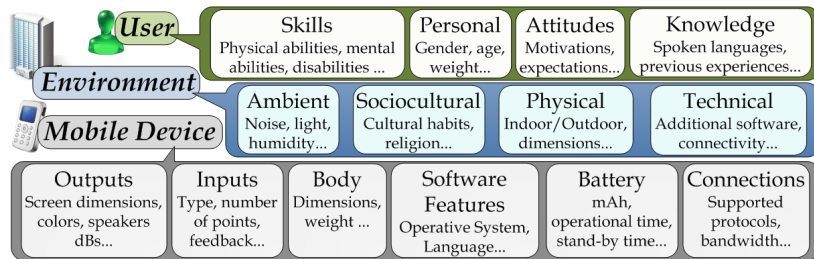 User
Skills
Physical abilities, mental
abilities, disabilities ...
Personal
Gender, age,
weight...
Attitudes
Motivations,
expectations...
Knowledge
Spoken languages,
previous experiences...
Environment
Ambient
Noise, light,
humidity...
Sociocultural
Cultural habits,
religion...
Physical
Indoor/Outdoor,
dimensions...
Technical
Additional software,
connectivity...
Mobile Device
Outputs
Screen dimensions,
colors, speakers
dBs...
Inputs
Type, number
of points,
feedback...
Body
Dimensions,
weight ...
Software
Features
Operative System,
Language...
Battery
mAh,
operational time,
stand-by time...
Connections
Supported
protocols,
bandwidth...